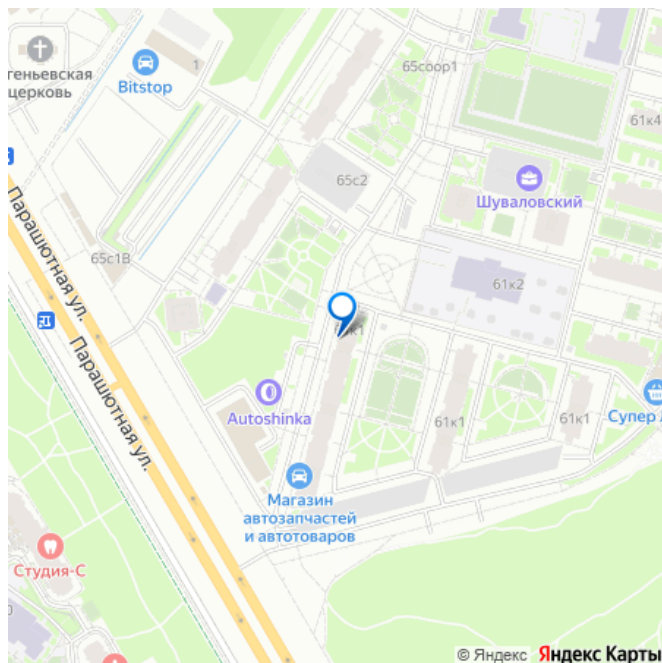 геньевская
церковь
Bitstop
1
65соор1
61к4
65с2
Шуваловский
Парашютная ул.
65с1В
61к2
Autoshinka
Парашютная ул.
61к1
61к1
Супер
Магазин
автозапчастей
и автотоваров
Студия-С
© Яндекс Яндекс Карты